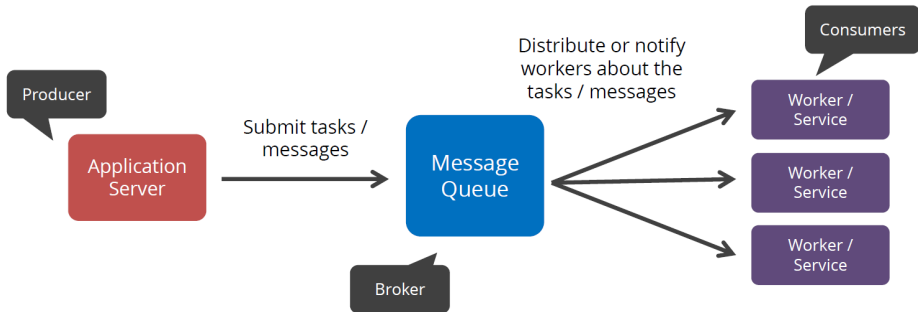 Consumers
Distribute or notify
workers about the
tasks / messages
Producer
Worker /
Service
Submit tasks /
messages
Application
Server
Message
Queue
Worker /
Service
Worker /
Service
Broker